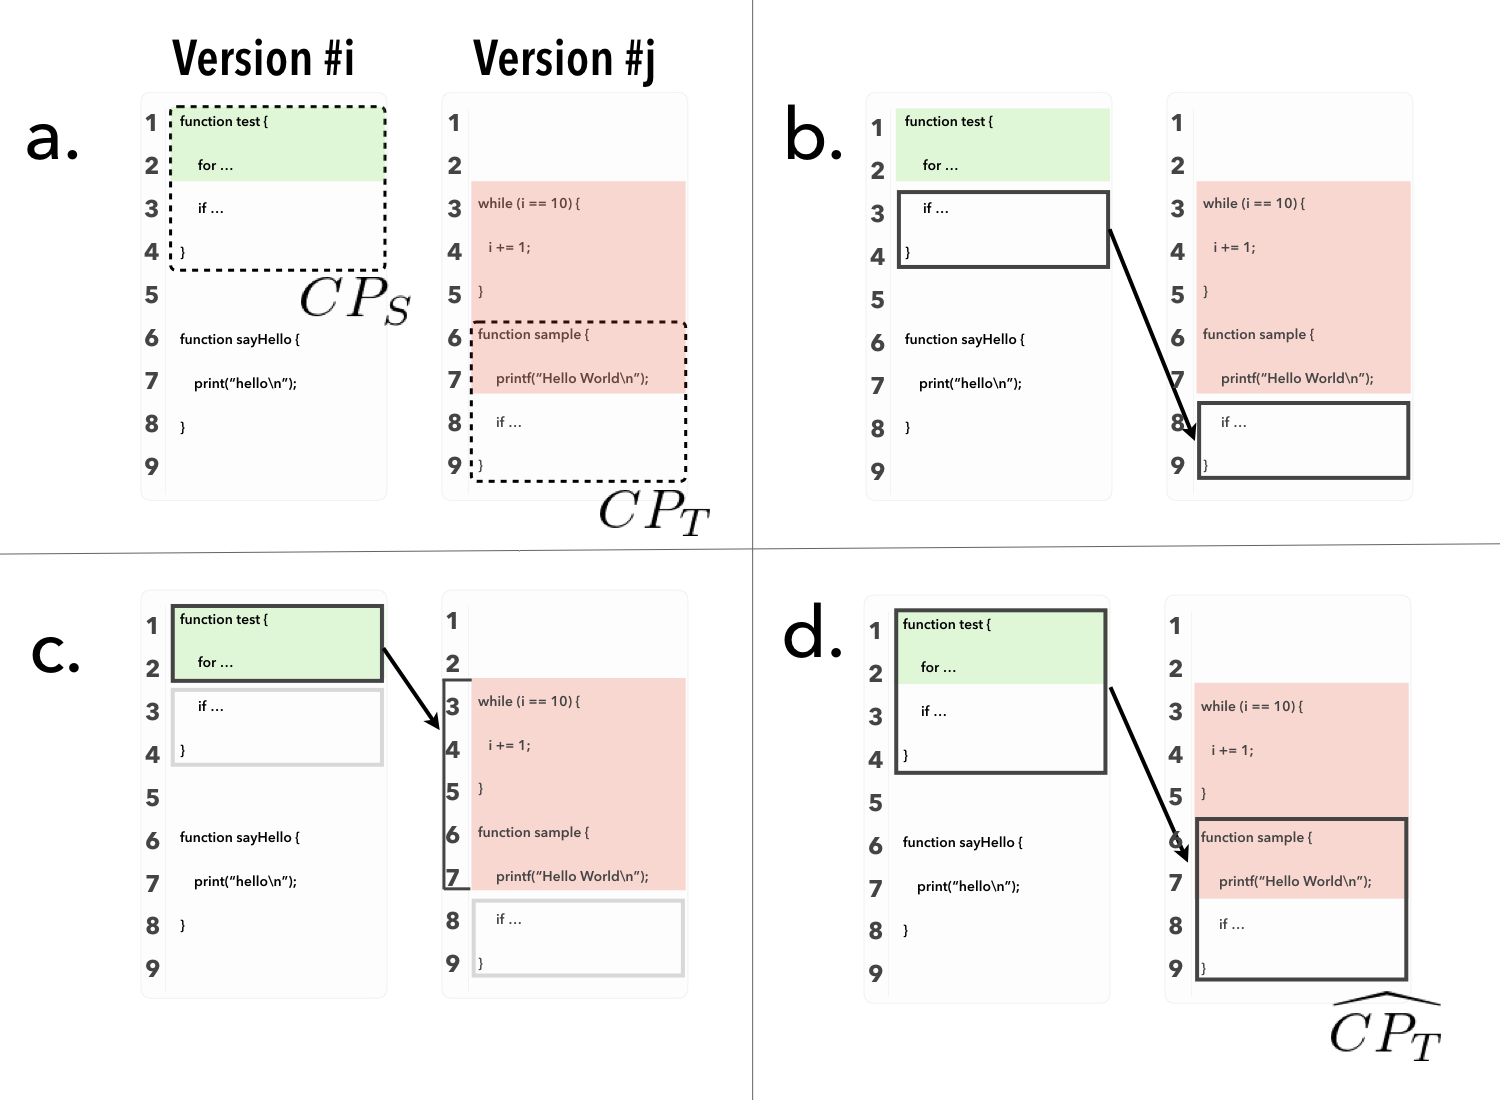 Version #i
Version #j
a.
1 function test {
2 for ...
3 if ...
4 }
5
6 function sayHello {
7 print(“hello\n”);
8 }
9
CP_S
1
2
3 while (i == 10) {
4 i += 1;
5 }
6 function sample {
7 printf(“Hello World\n”);
8 if ...
9 }
CP_T
b.
1 function test {
2 for ...
3 if ...
4 }
5
6 function sayHello {
7 print(“hello\n”);
8 }
9
1
2
3 while (i == 10) {
4 i += 1;
5 }
6 function sample {
7 printf(“Hello World\n”);
8 if ...
9 }
c.
1 function test {
2 for ...
3 if ...
4 }
5
6 function sayHello {
7 print(“hello\n”);
8 }
9
1
2
3 while (i == 10) {
4 i += 1;
5 }
6 function sample {
7 printf(“Hello World\n”);
8 if ...
9 }
d.
1 function test {
2 for ...
3 if ...
4 }
5
6 function sayHello {
7 print(“hello\n”);
8 }
9
1
2
3 while (i == 10) {
4 i += 1;
5 }
6 function sample {
7 printf(“Hello World\n”);
8 if ...
9 }
\widehat{CP_T}